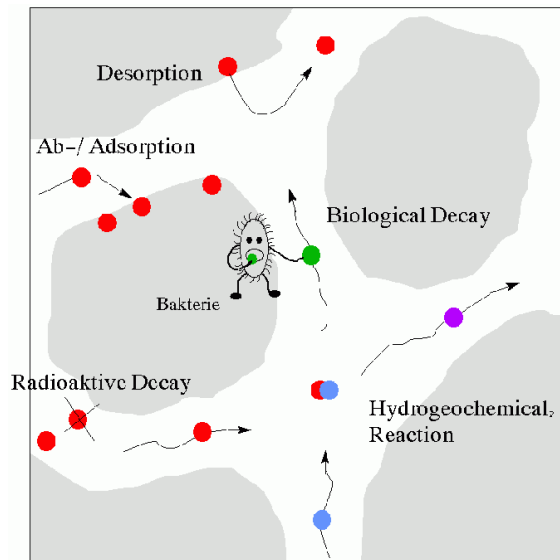 Desorption
Ab-/ Adsorption
Biological Decay
Bakterie
Radioaktive Decay
Hydrogeochemical,
Reaction